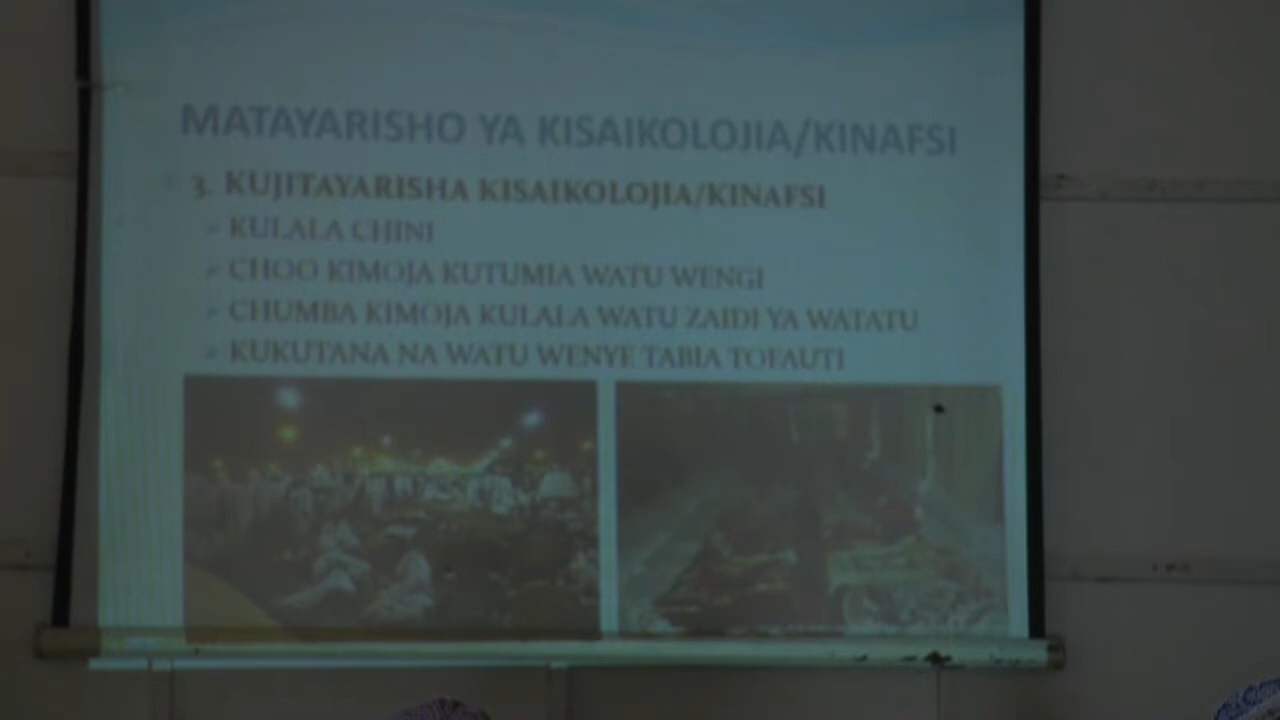 MATAYARISHO YA KISAIKOLOJIA/KINAFSI
3. KUJITAYARISHA KISAIKOLOJIA/KINAFSI
KULALA CHINI
CHOO KIMOJA KUTUMIA WATU WENGI
CHUMBA KIMOJA KULALA WATU ZAIDI YA WATATU
KUKUTANA NA WATU WENYE TABIA TOFAUTI